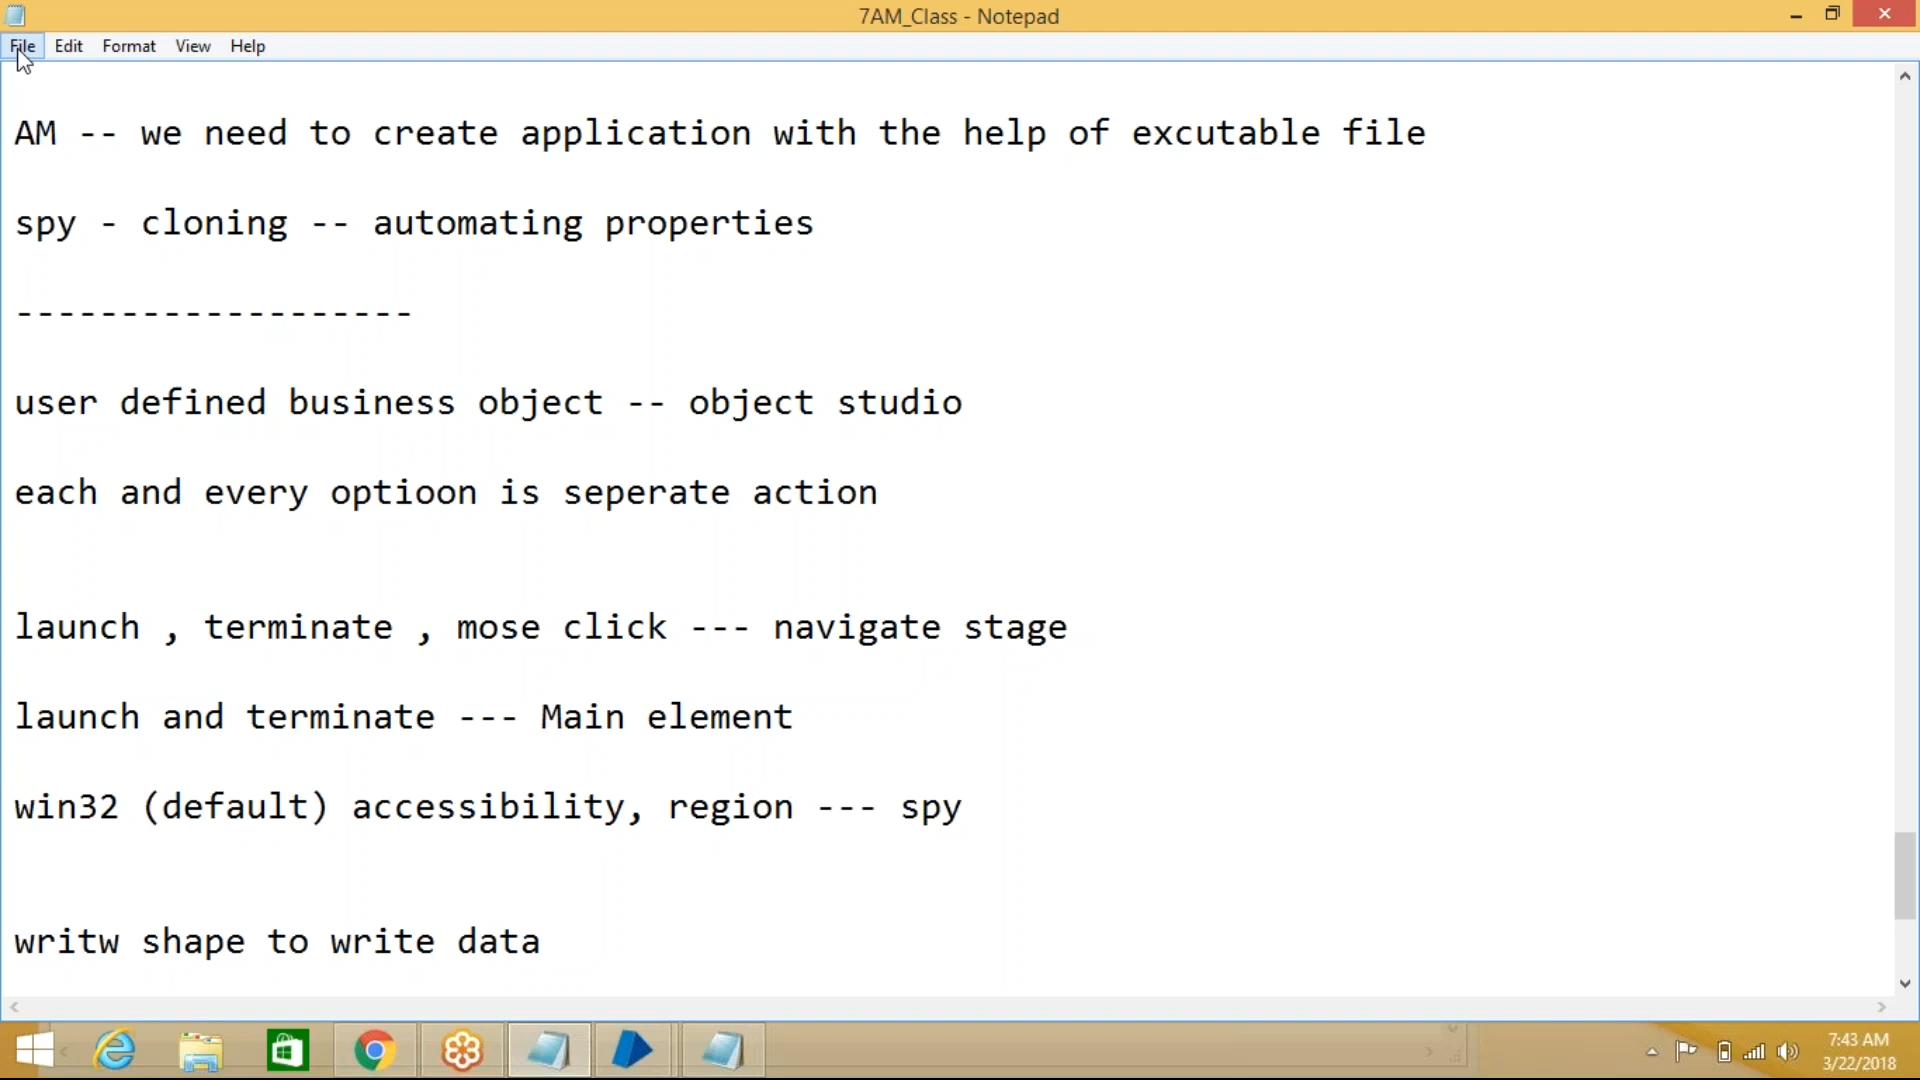 7AM_Class - Notepad
File Edit Format View Help
AM -- we need to create application with the help of excutable file
spy - cloning -- automating properties
-------------------
user defined business object -- object studio
each and every optioon is seperate action
launch , terminate , mose click --- navigate stage
launch and terminate --- Main element
win32 (default) accessibility, region --- spy
writw shape to write data
7:43 AM
3/22/2018